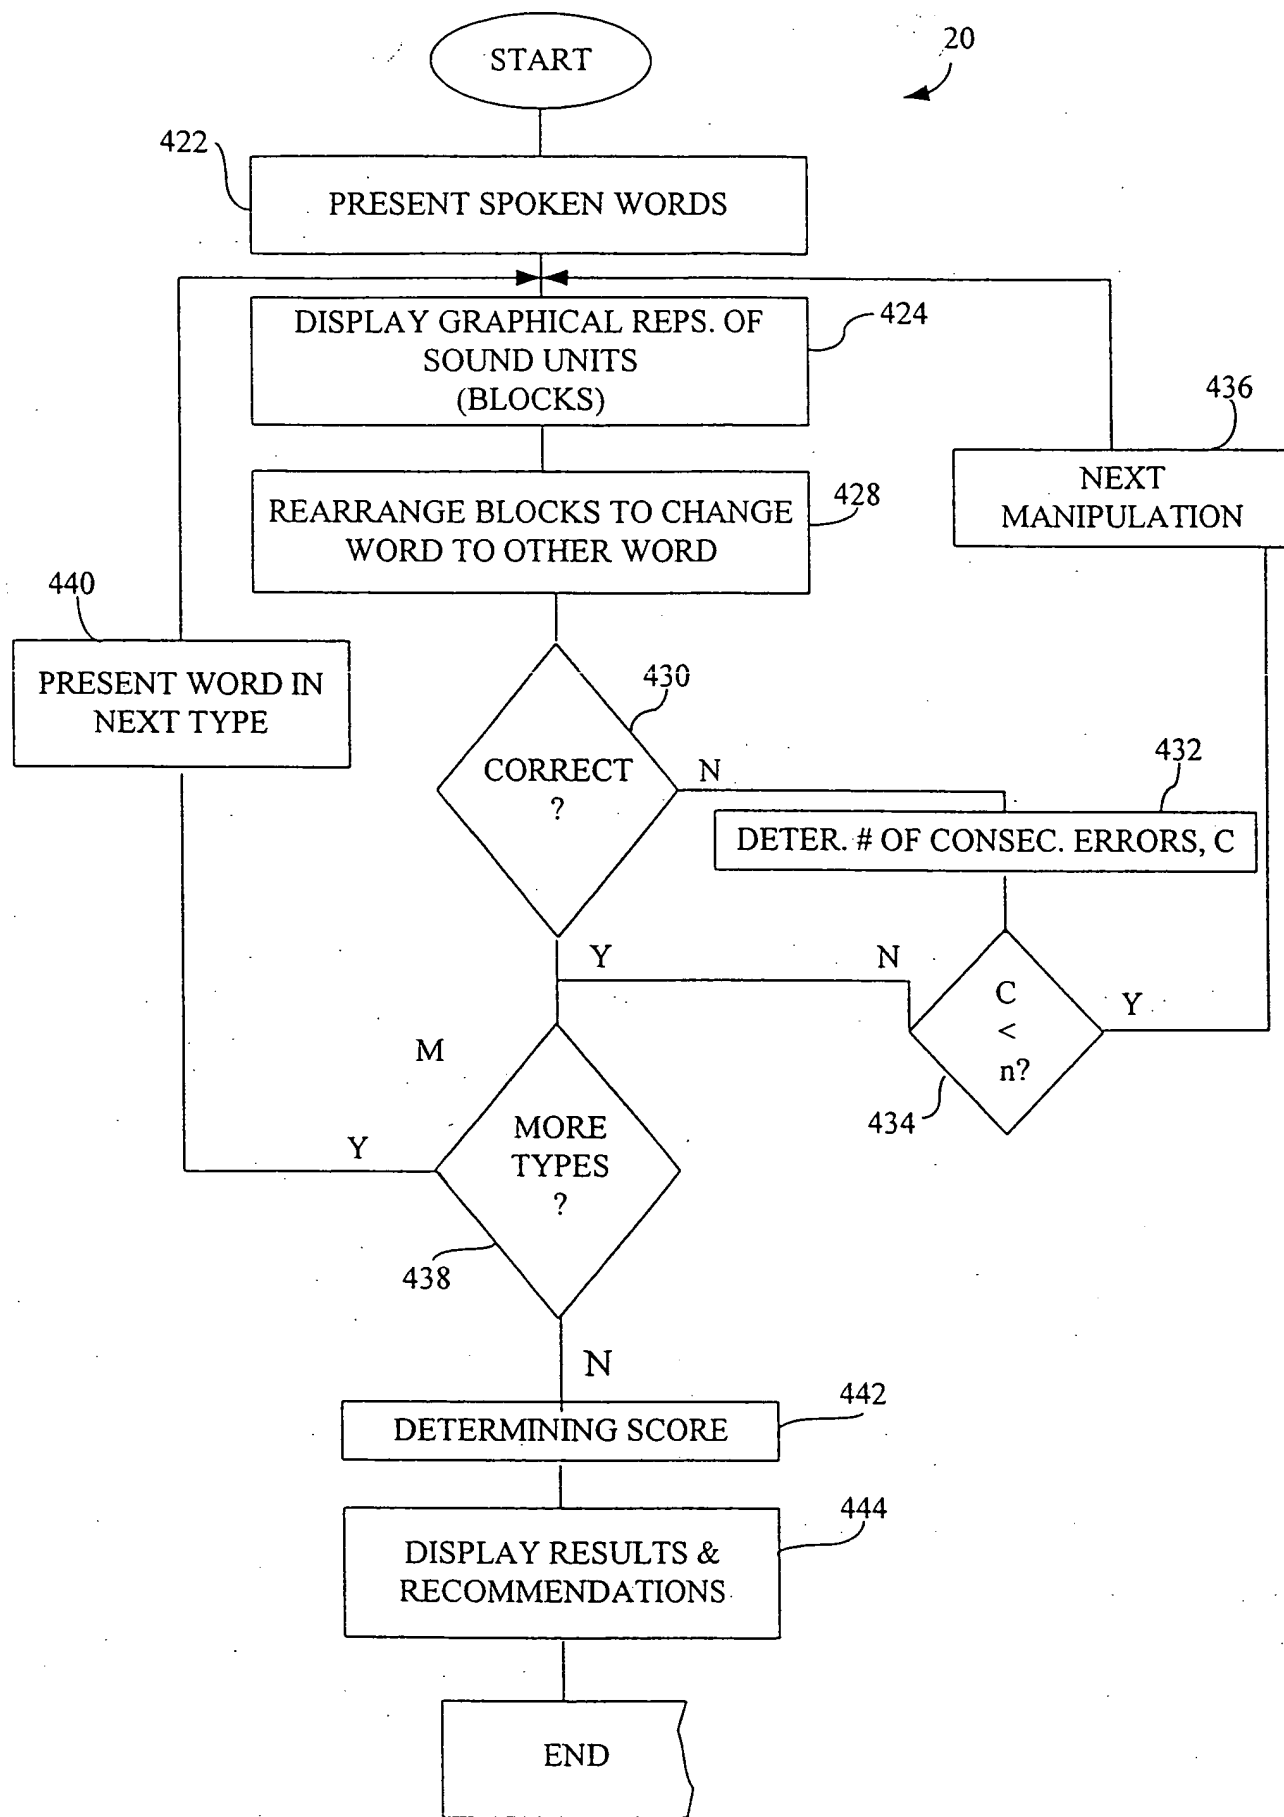 START
20
422
PRESENT SPOKEN WORDS
DISPLAY GRAPHICAL REPS. OF
SOUND UNITS
(BLOCKS)
424
436
NEXT
MANIPULATION
REARRANGE BLOCKS TO CHANGE
WORD TO OTHER WORD
428
440
PRESENT WORD IN
NEXT TYPE
430
CORRECT
?
N
432
DETER. # OF CONSEC. ERRORS, C
Y
N
C
<
n?
Y
434
M
MORE
TYPES
?
Y
438
N
442
DETERMINING SCORE
444
DISPLAY RESULTS &
RECOMMENDATIONS
END